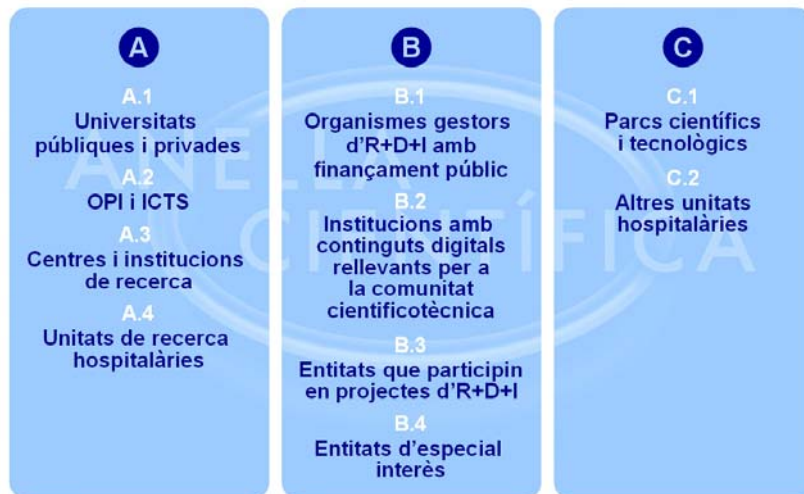 A
A.1
Universitats
públiques i privades
A.2
OPI i ICTS
A.3
Centres i institucions
de recerca
A.4
Unitats de recerca
hospitalàries
B
B.1
Organismes gestors
d'R+D+I amb
finançament públic
B.2
Institucions amb
continguts digitals
rellevants per a
la comunitat
cientificotècnica
B.3
Entitats que participin
en projectes d'R+D+I
B.4
Entitats d'especial
interès
C
C.1
Parcs científics
i tecnològics
C.2
Altres unitats
hospitalàries
ANELLA
CIENTÍFICA